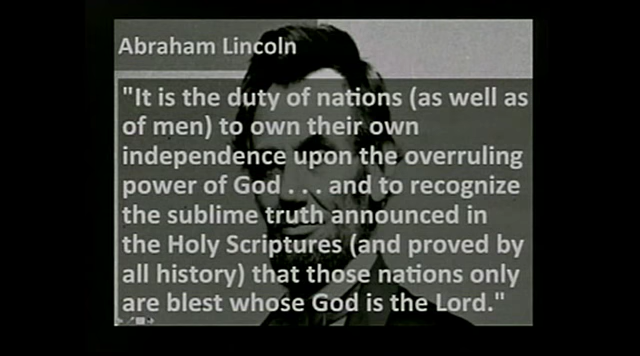 Abraham Lincoln
"It is the duty of nations (as well as
of men) to own their own
independence upon the overruling
power of God . . . and to recognize
the sublime truth announced in
the Holy Scriptures (and proved by
all history) that those nations only
are blest whose God is the Lord."